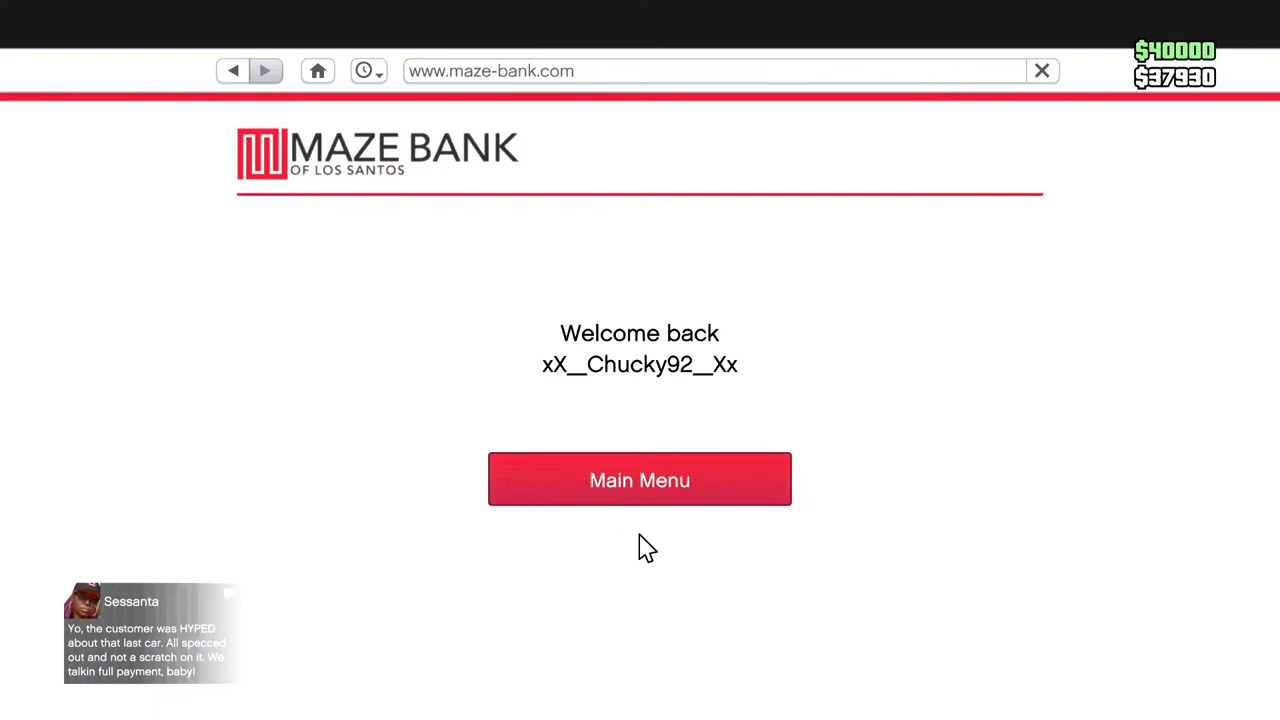 www.maze-bank.com
$40000
$37930
MAZE BANK
OF LOS SANTOS
Welcome back
xX__Chucky92__Xx
Main Menu
Sessanta
Yo, the customer was HYPED
about that last car. All specced
out and not a scratch on it. We
talkin full payment, baby!